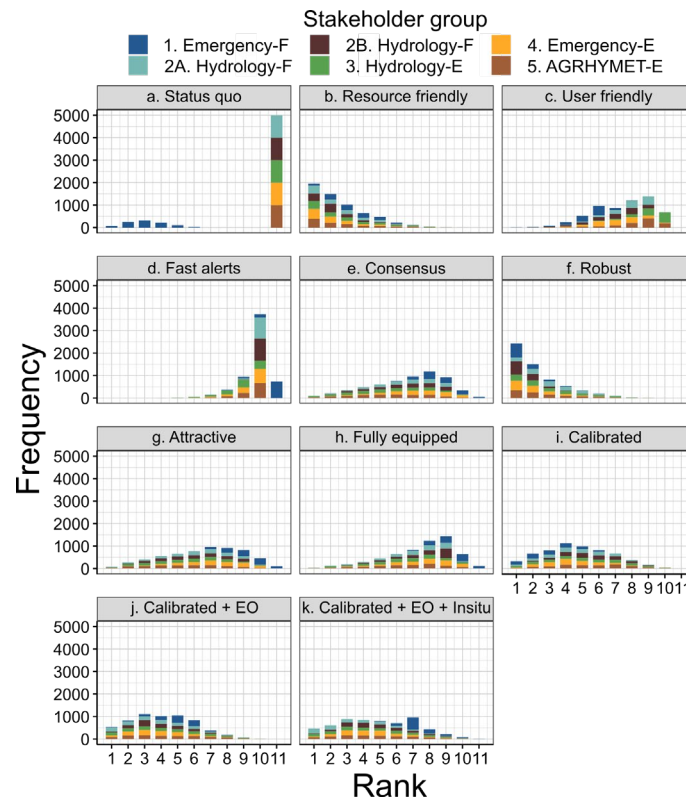 Stakeholder group
1. Emergency-F 2B. Hydrology-F 4. Emergency-E
2A. Hydrology-F 3. Hydrology-E 5. AGRHYMET-E
a. Status quo b. Resource friendly c. User friendly
5000
4000
3000
2000
1000
0
d. Fast alerts e. Consensus f. Robust
5000
4000
3000
2000
1000
0
Frequency
g. Attractive h. Fully equipped i. Calibrated
5000
4000
3000
2000
1000
0
1 2 3 4 5 6 7 8 9 10 11
j. Calibrated + EO k. Calibrated + EO + Insitu
5000
4000
3000
2000
1000
0
1 2 3 4 5 6 7 8 9 10 11 1 2 3 4 5 6 7 8 9 10 11
Rank